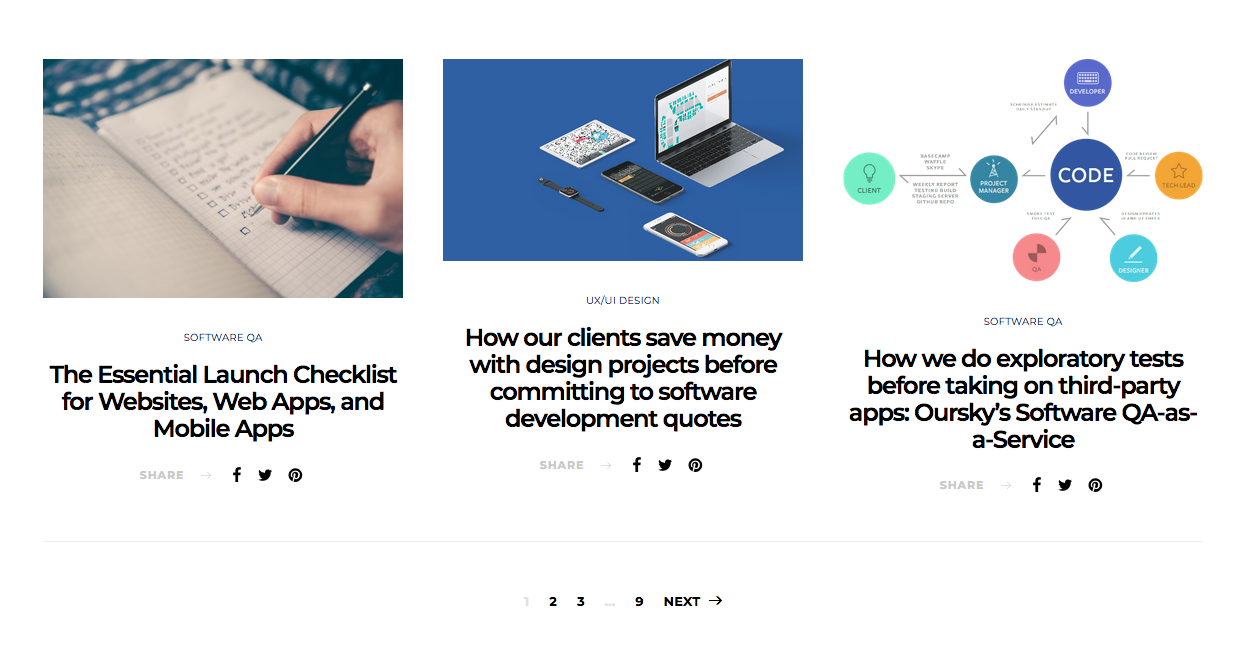 SOFTWARE QA
The Essential Launch Checklist
for Websites, Web Apps, and
Mobile Apps
SHARE
UX/UI DESIGN
How our clients save money
with design projects before
committing to software
development quotes
SHARE
DEVELOPER
SCHEDULE ESTIMATE
DAILY STANDUP
CLIENT
BASECAMP
WAFFLE
SKYPE
WEEKLY REPORT
TESTING BUILD
STAGING SERVER
GITHUB REPO
PROJECT
MANAGER
CODE
CODE REVIEW
PULL REQUEST
TECH LEAD
SMOKE TEST
FULL QA
DESIGN UPDATES
UI AND UX CHECK
QA
DESIGNER
SOFTWARE QA
How we do exploratory tests
before taking on third-party
apps: Oursky's Software QA-as-
a-Service
SHARE
1 2 3 ... 9 NEXT